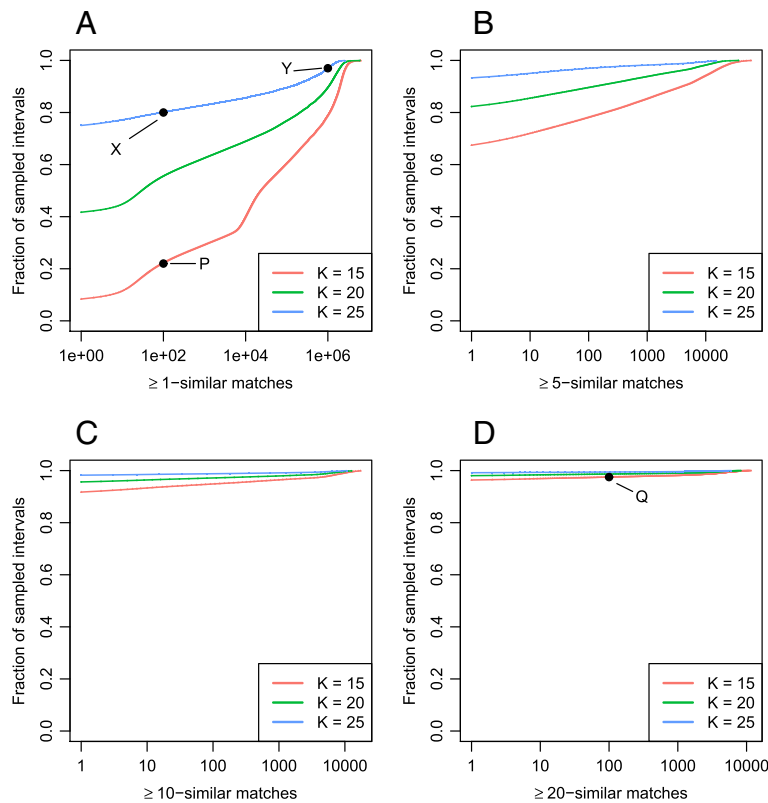 A
Fraction of sampled intervals
0.0
0.2
0.4
0.6
0.8
1.0
X
Y
P
K = 15
K = 20
K = 25
1e+00
1e+02
1e+04
1e+06
≥ 1−similar matches
B
Fraction of sampled intervals
0.0
0.2
0.4
0.6
0.8
1.0
K = 15
K = 20
K = 25
1
10
100
1000
10000
≥ 5−similar matches
C
Fraction of sampled intervals
0.0
0.2
0.4
0.6
0.8
1.0
K = 15
K = 20
K = 25
1
10
100
1000
10000
≥ 10−similar matches
D
Fraction of sampled intervals
0.0
0.2
0.4
0.6
0.8
1.0
Q
K = 15
K = 20
K = 25
1
10
100
1000
10000
≥ 20−similar matches